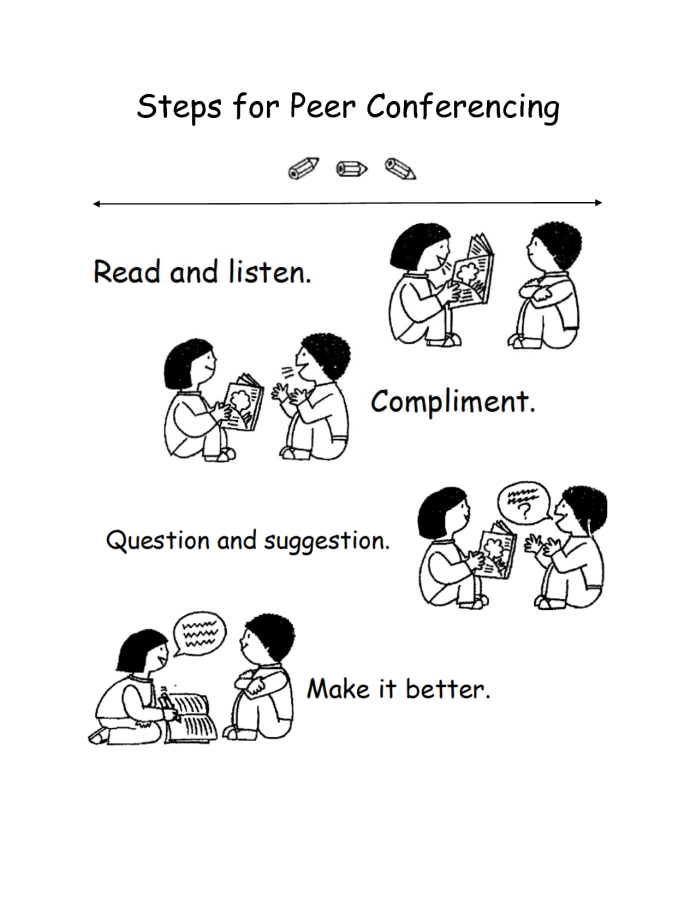 Steps for Peer Conferencing
Read and listen.
Compliment.
?
Question and suggestion.
Make it better.